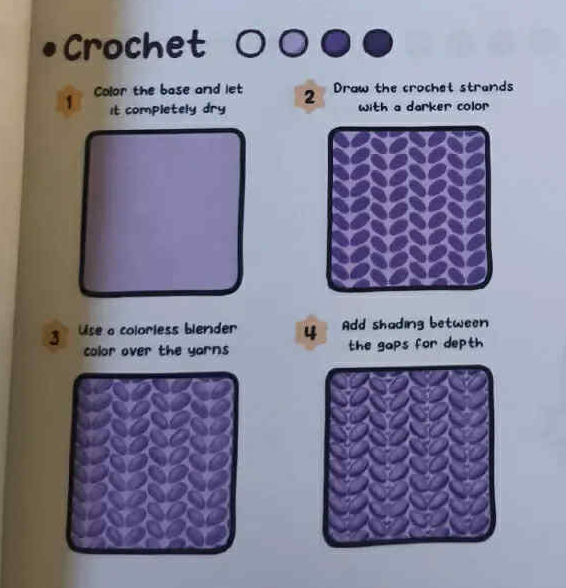 • Crochet
1
Color the base and let
it completely dry
2
Draw the crochet strands
with a darker color
3
Use a colorless blender
color over the yarns
4
Add shading between
the gaps for depth